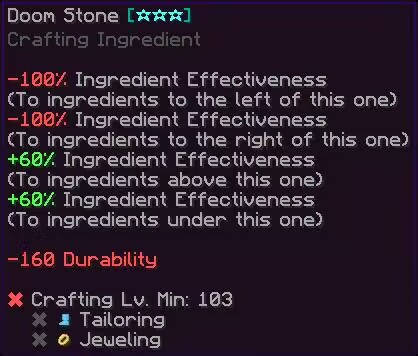 Doom Stone [☆☆☆]
Crafting Ingredient
-100% Ingredient Effectiveness
(To ingredients to the left of this one)
-100% Ingredient Effectiveness
(To ingredients to the right of this one)
+60% Ingredient Effectiveness
(To ingredients above this one)
+60% Ingredient Effectiveness
(To ingredients under this one)
-160 Durability
✖ Crafting Lv. Min: 103
✖ Tailoring
✖ Jeweling